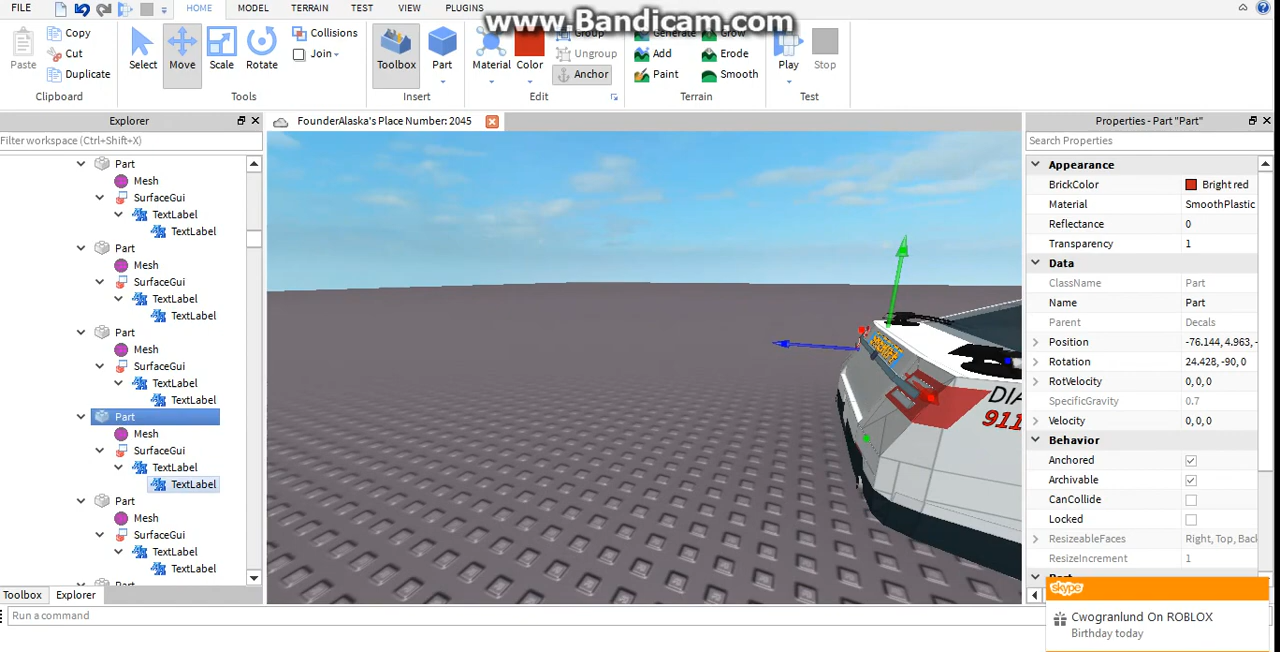 FILE HOME MODEL TERRAIN TEST VIEW PLUGINS
www.Bandicam.com
Paste
Copy
Cut
Duplicate
Clipboard
Select
Move
Scale
Rotate
Collisions
Join
Tools
Toolbox
Part
Insert
Material
Color
Group
Ungroup
Anchor
Edit
Generate
Grow
Add
Erode
Paint
Smooth
Terrain
Play
Stop
Test
Explorer
Filter workspace (Ctrl+Shift+X)
Part
Mesh
SurfaceGui
TextLabel
TextLabel
Part
Mesh
SurfaceGui
TextLabel
TextLabel
Part
Mesh
SurfaceGui
TextLabel
TextLabel
Part
Mesh
SurfaceGui
TextLabel
TextLabel
Part
Mesh
SurfaceGui
TextLabel
TextLabel
Part
Toolbox Explorer
Run a command
FounderAlaska's Place Number: 2045
DIA
911
Properties - Part "Part"
Search Properties
Appearance
BrickColor Bright red
Material SmoothPlastic
Reflectance 0
Transparency 1
Data
ClassName Part
Name Part
Parent Decals
Position -76.144, 4.963, -
Rotation 24.428, -90, 0
RotVelocity 0, 0, 0
SpecificGravity 0.7
Velocity 0, 0, 0
Behavior
Anchored
Archivable
CanCollide
Locked
ResizeableFaces Right, Top, Back
ResizeIncrement 1
Part
skype
Cwogranlund On ROBLOX
Birthday today